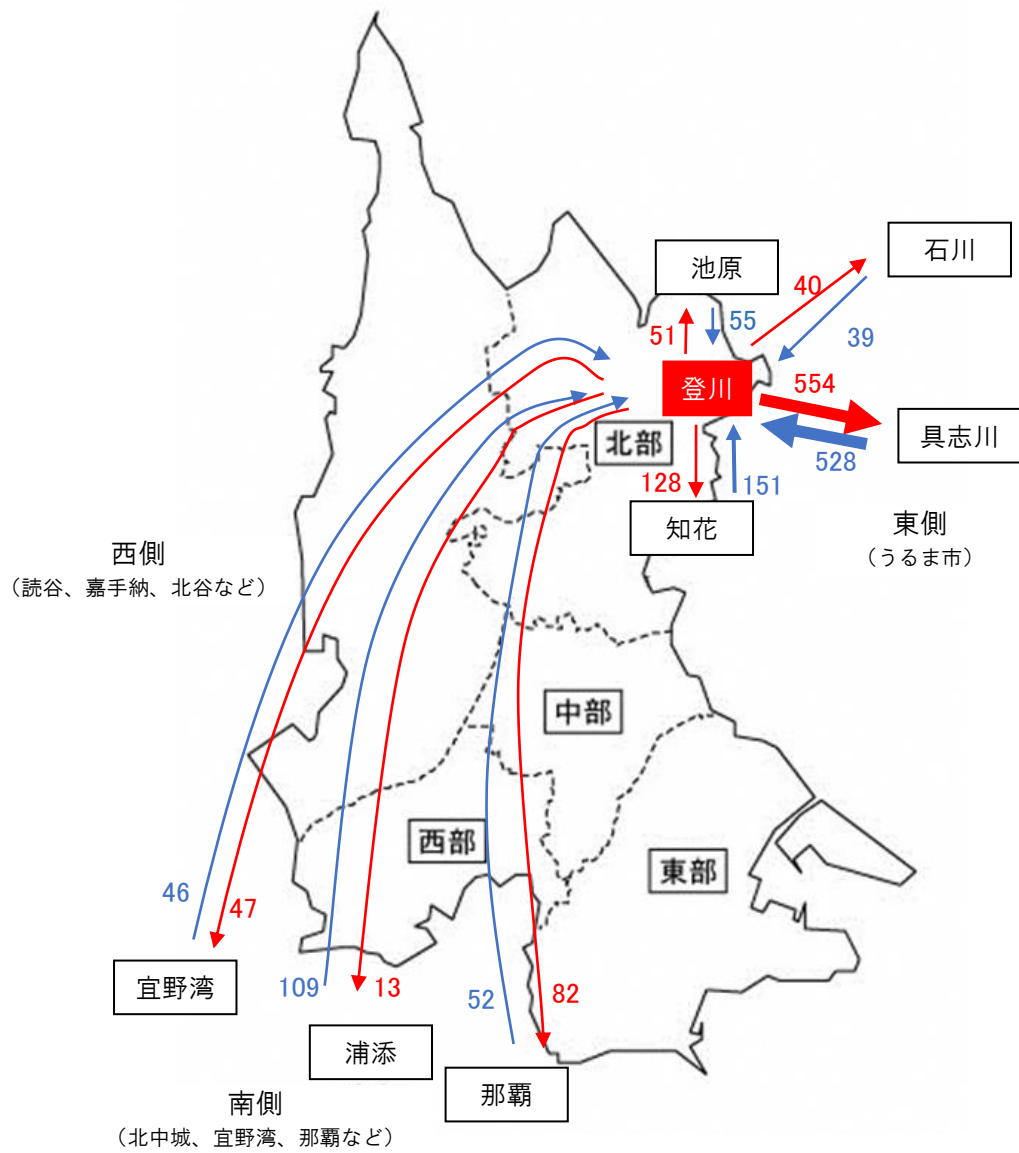 池原
石川
40
51
55
39
登川
554
具志川
528
北部
128
151
知花
東側
（うるま市）
西側
（読谷、嘉手納、北谷など）
中部
西部
東部
46
47
宜野湾
109
13
52
82
浦添
那覇
南側
（北中城、宜野湾、那覇など）